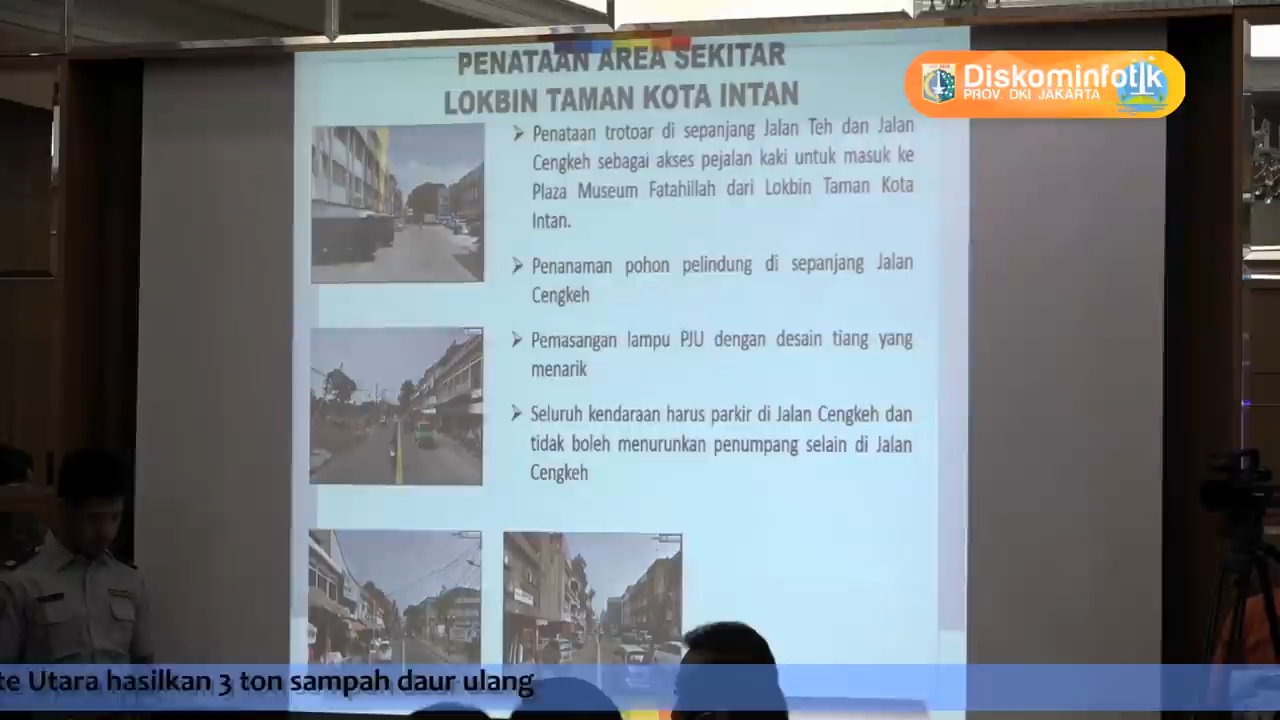 PENATAAN AREA SEKITAR
LOKBIN TAMAN KOTA INTAN
Diskominfotik
PROV. DKI JAKARTA
➢ Penataan trotoar di sepanjang Jalan Teh dan Jalan
Cengkeh sebagai akses pejalan kaki untuk masuk ke
Plaza Museum Fatahillah dari Lokbin Taman Kota
Intan.
➢ Penanaman pohon pelindung di sepanjang Jalan
Cengkeh
➢ Pemasangan lampu PJU dengan desain tiang yang
menarik
➢ Seluruh kendaraan harus parkir di Jalan Cengkeh dan
tidak boleh menurunkan penumpang selain di Jalan
Cengkeh
te Utara hasilkan 3 ton sampah daur ulang